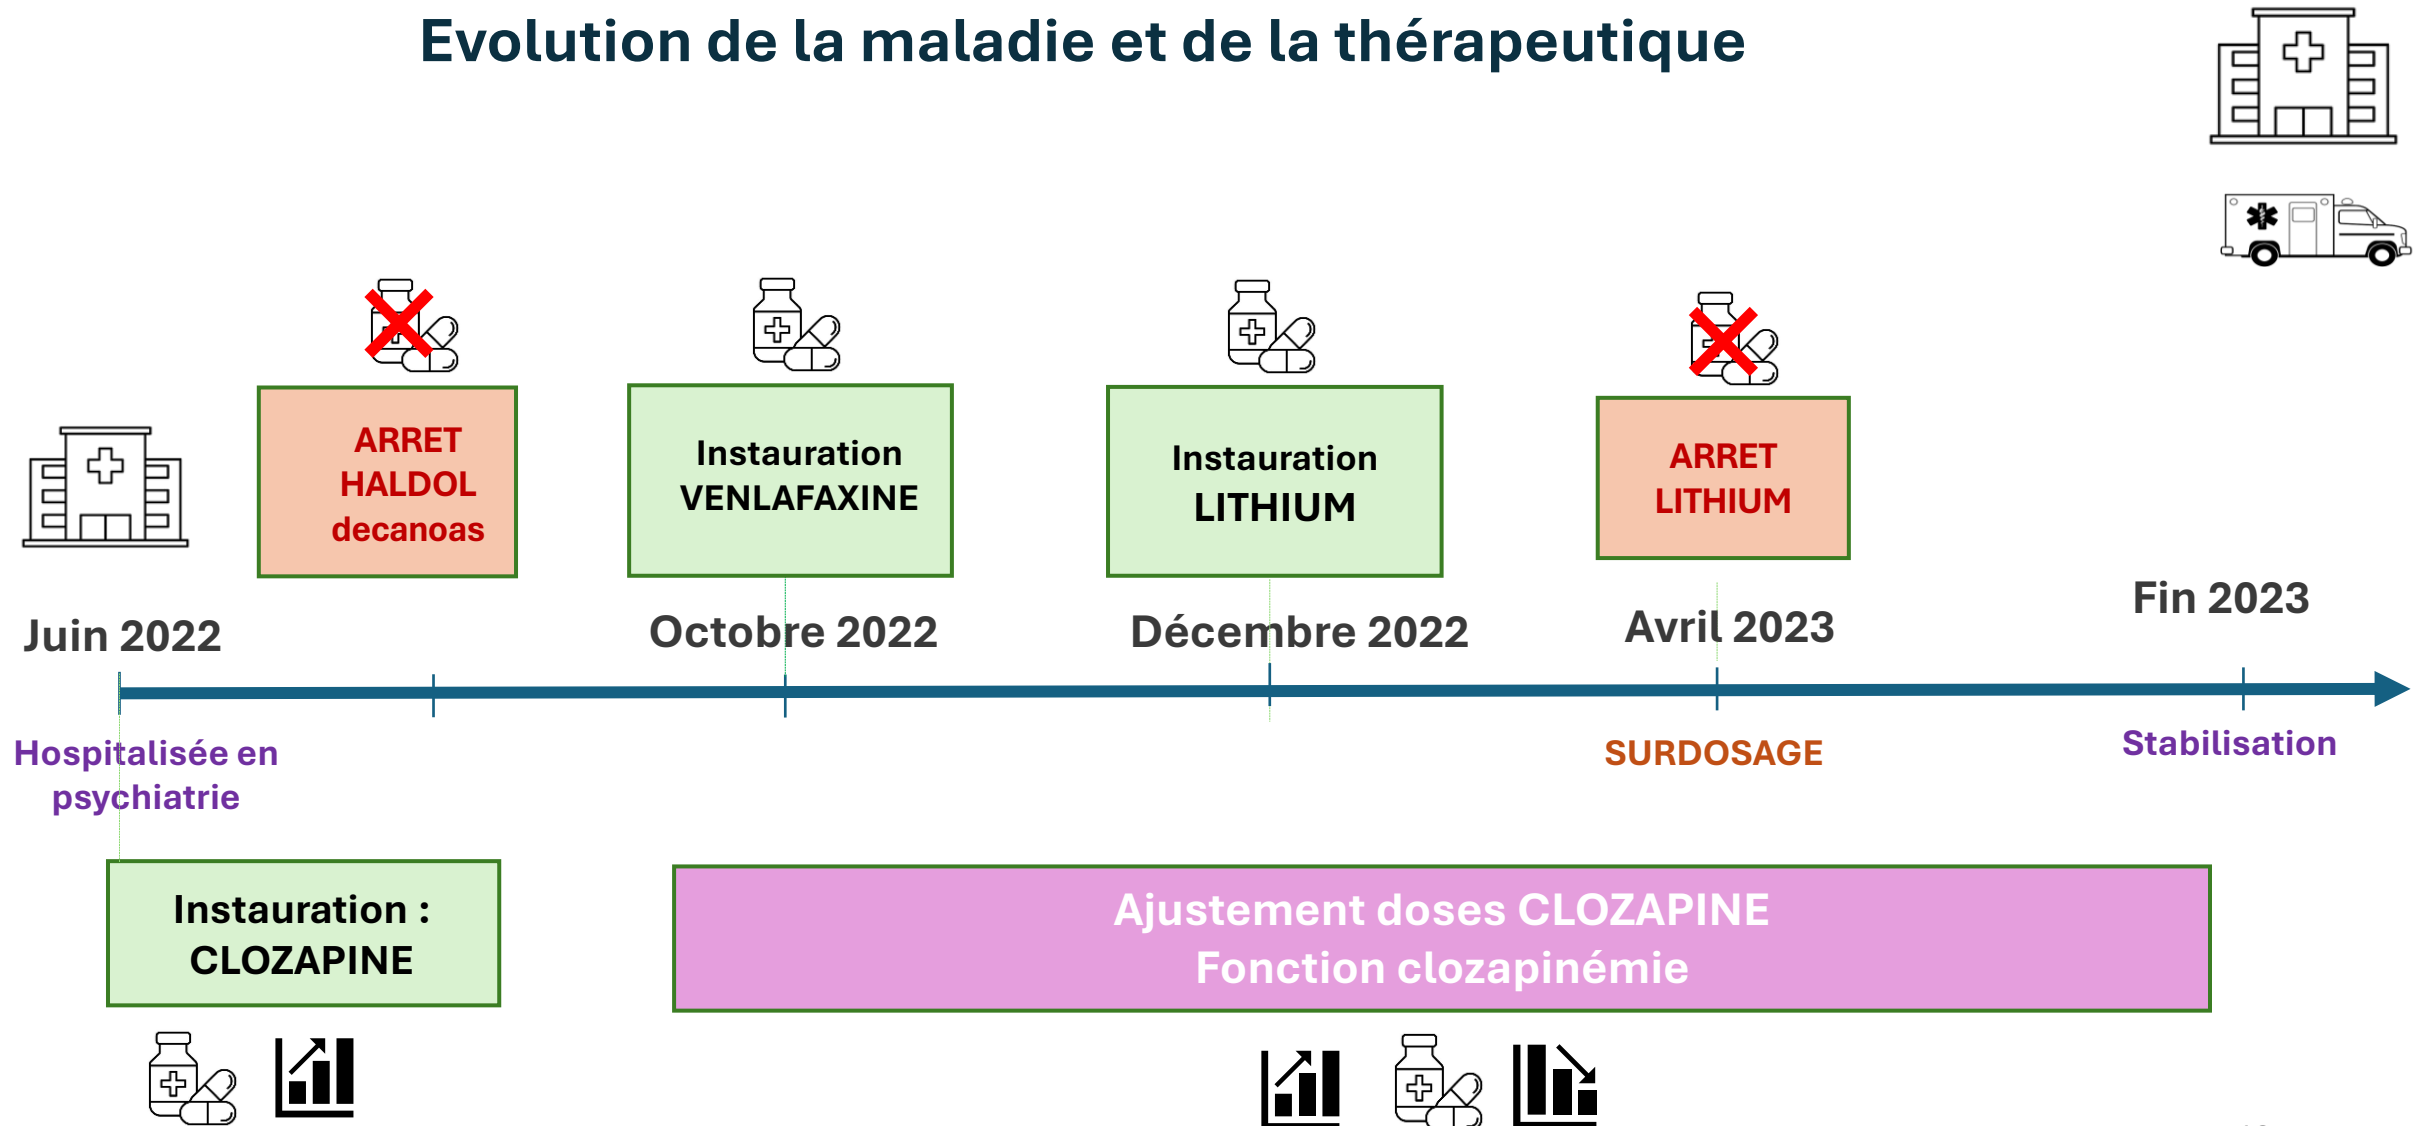 Evolution de la maladie et de la thérapeutique
ARRET
HALDOL
decanoas
Instauration
VENLAFAXINE
Instauration
LITHIUM
ARRET
LITHIUM
Juin 2022
Octobre 2022
Décembre 2022
Avril 2023
Fin 2023
Hospitalisée en
psychiatrie
SURDOSAGE
Stabilisation
Instauration :
CLOZAPINE
Ajustement doses CLOZAPINE
Fonction clozapinémie